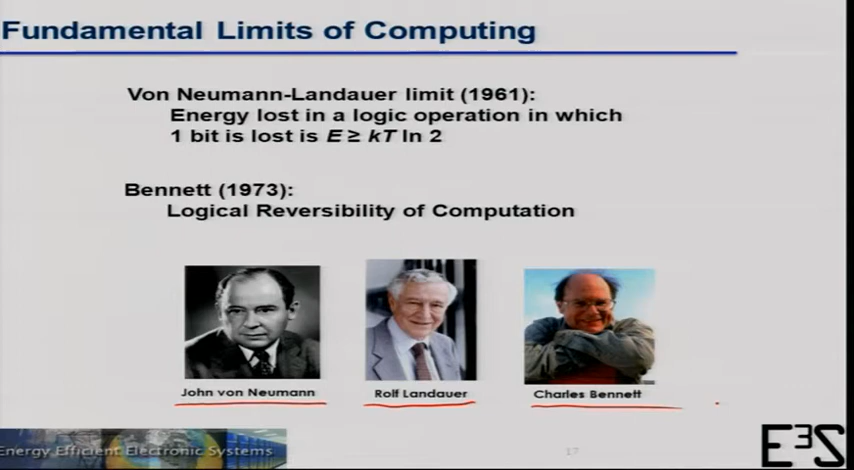 Fundamental Limits of Computing
Von Neumann-Landauer limit (1961):
Energy lost in a logic operation in which
1 bit is lost is E ≥ kT ln 2
Bennett (1973):
Logical Reversibility of Computation
John von Neumann
Rolf Landauer
Charles Bennett
Energy Efficient Electronic Systems
17
E³S